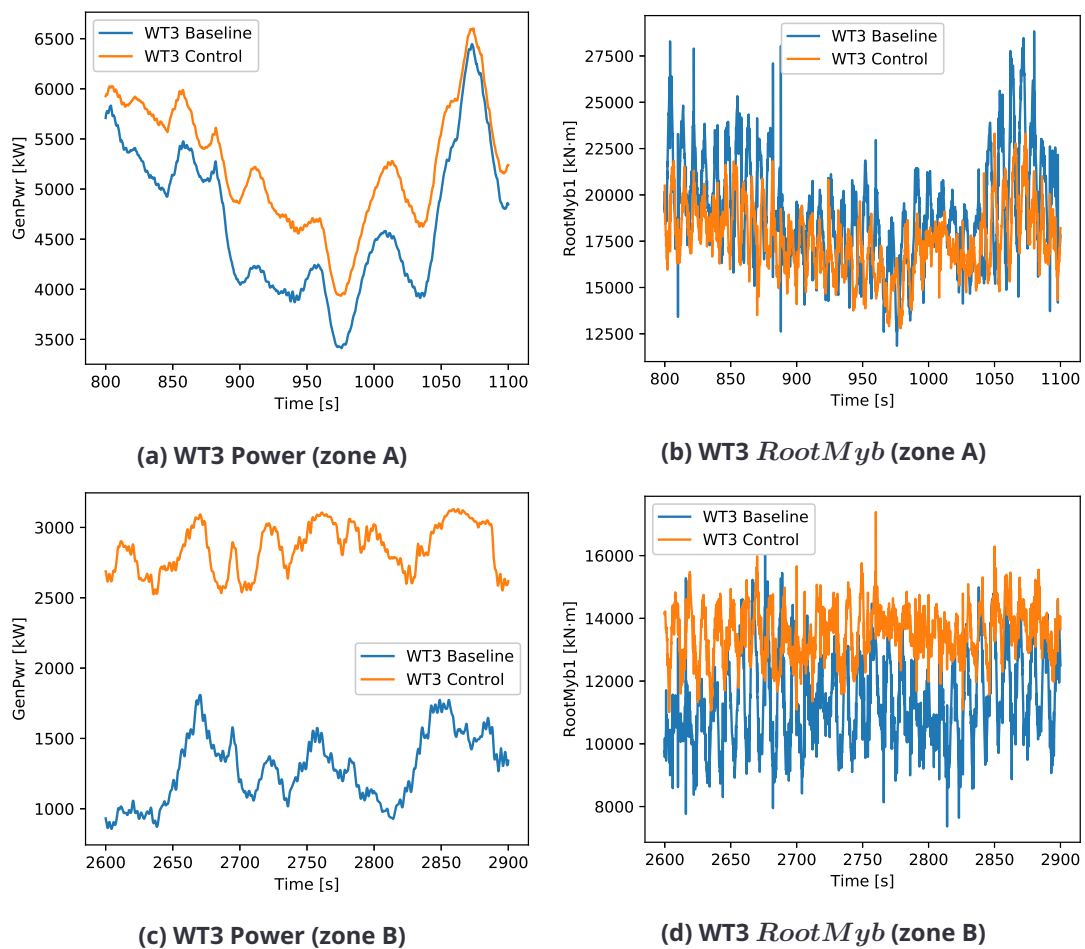 WT3 Baseline
WT3 Control
GenPwr [kW]
6500
6000
5500
5000
4500
4000
3500
800 850 900 950 1000 1050 1100
Time [s]
(a) WT3 Power (zone A)
WT3 Baseline
WT3 Control
RootMyb1 [kN·m]
27500
25000
22500
20000
17500
15000
12500
800 850 900 950 1000 1050 1100
Time [s]
(b) WT3 RootMyb (zone A)
WT3 Baseline
WT3 Control
GenPwr [kW]
3000
2500
2000
1500
1000
2600 2650 2700 2750 2800 2850 2900
Time [s]
(c) WT3 Power (zone B)
WT3 Baseline
WT3 Control
RootMyb1 [kN·m]
16000
14000
12000
10000
8000
2600 2650 2700 2750 2800 2850 2900
Time [s]
(d) WT3 RootMyb (zone B)